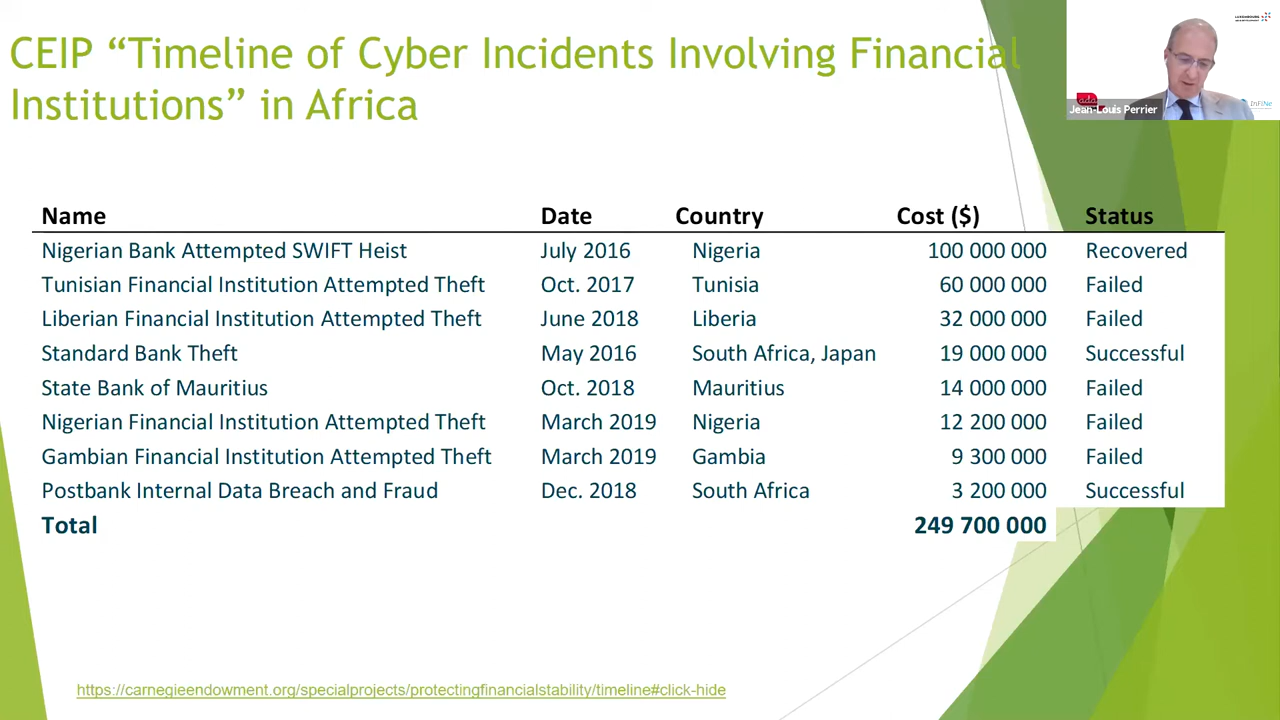 CEIP “Timeline of Cyber Incidents Involving Financial
Institutions” in Africa
Jean-Louis Perrier
InFiNe
Name Date Country Cost ($) Status
Nigerian Bank Attempted SWIFT Heist July 2016 Nigeria 100 000 000 Recovered
Tunisian Financial Institution Attempted Theft Oct. 2017 Tunisia 60 000 000 Failed
Liberian Financial Institution Attempted Theft June 2018 Liberia 32 000 000 Failed
Standard Bank Theft May 2016 South Africa, Japan 19 000 000 Successful
State Bank of Mauritius Oct. 2018 Mauritius 14 000 000 Failed
Nigerian Financial Institution Attempted Theft March 2019 Nigeria 12 200 000 Failed
Gambian Financial Institution Attempted Theft March 2019 Gambia 9 300 000 Failed
Postbank Internal Data Breach and Fraud Dec. 2018 South Africa 3 200 000 Successful
Total 249 700 000
https://carnegieendowment.org/specialprojects/protectingfinancialstability/timeline#click-hide